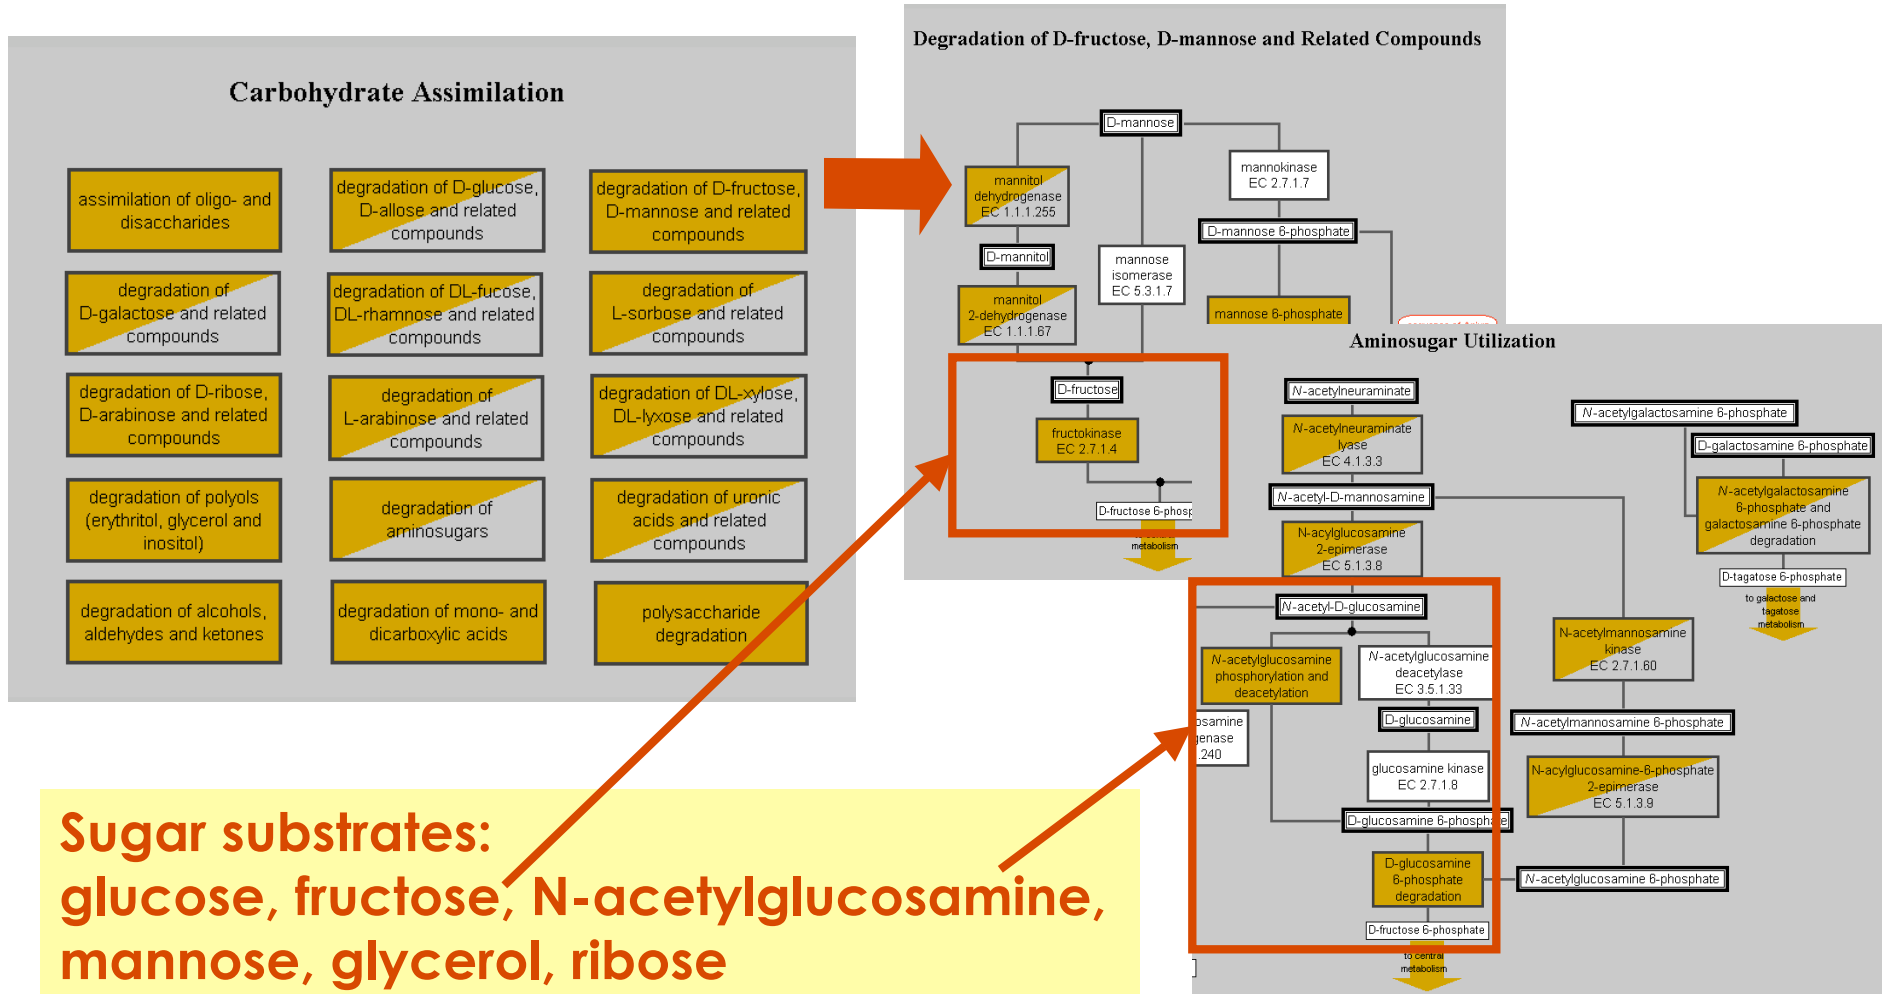 Carbohydrate Assimilation
assimilation of oligo- and
disaccharides
degradation of D-glucose,
D-allose and related
compounds
degradation of D-fructose,
D-mannose and related
compounds
degradation of
D-galactose and related
compounds
degradation of DL-fucose,
DL-rhamnose and related
compounds
degradation of
L-sorbose and related
compounds
degradation of D-ribose,
D-arabinose and related
compounds
degradation of
L-arabinose and related
compounds
degradation of DL-xylose,
DL-lyxose and related
compounds
degradation of polyols
(erythritol, glycerol and
inositol)
degradation of
aminosugars
degradation of uronic
acids and related
compounds
degradation of alcohols,
aldehydes and ketones
degradation of mono- and
dicarboxylic acids
polysaccharide
degradation
Degradation of D-fructose, D-mannose and Related Compounds
D-mannose
mannitol
dehydrogenase
EC 1.1.1.255
mannokinase
EC 2.7.1.7
D-mannose 6-phosphate
D-mannitol
mannose
isomerase
EC 5.3.1.7
mannitol
2-dehydrogenase
EC 1.1.1.67
mannose 6-phosphate
D-fructose
fructokinase
EC 2.7.1.4
D-fructose 6-phosp
to central
metabolism
Aminosugar Utilization
N-acetylneuraminate
N-acetylneuraminate
lyase
EC 4.1.3.3
N-acetyl-D-mannosamine
N-acylglucosamine
2-epimerase
EC 5.1.3.8
N-acetyl-D-glucosamine
N-acetylgalactosamine 6-phosphate
D-galactosamine 6-phosphate
N-acetylgalactosamine
6-phosphate and
galactosamine 6-phosphate
degradation
D-tagatose 6-phosphate
to galactose and
tagatose
metabolism
N-acetylglucosamine
phosphorylation and
deacetylation
N-acetylglucosamine
deacetylase
EC 3.5.1.33
D-glucosamine
osamine
genase
.240
glucosamine kinase
EC 2.7.1.8
D-glucosamine 6-phosphate
D-glucosamine
6-phosphate
degradation
D-fructose 6-phosphate
to central
metabolism
N-acetylmannosamine
kinase
EC 2.7.1.60
N-acetylmannosamine 6-phosphate
N-acylglucosamine-6-phosphate
2-epimerase
EC 5.1.3.9
N-acetylglucosamine 6-phosphate
Sugar substrates:
glucose, fructose, N-acetylglucosamine,
mannose, glycerol, ribose